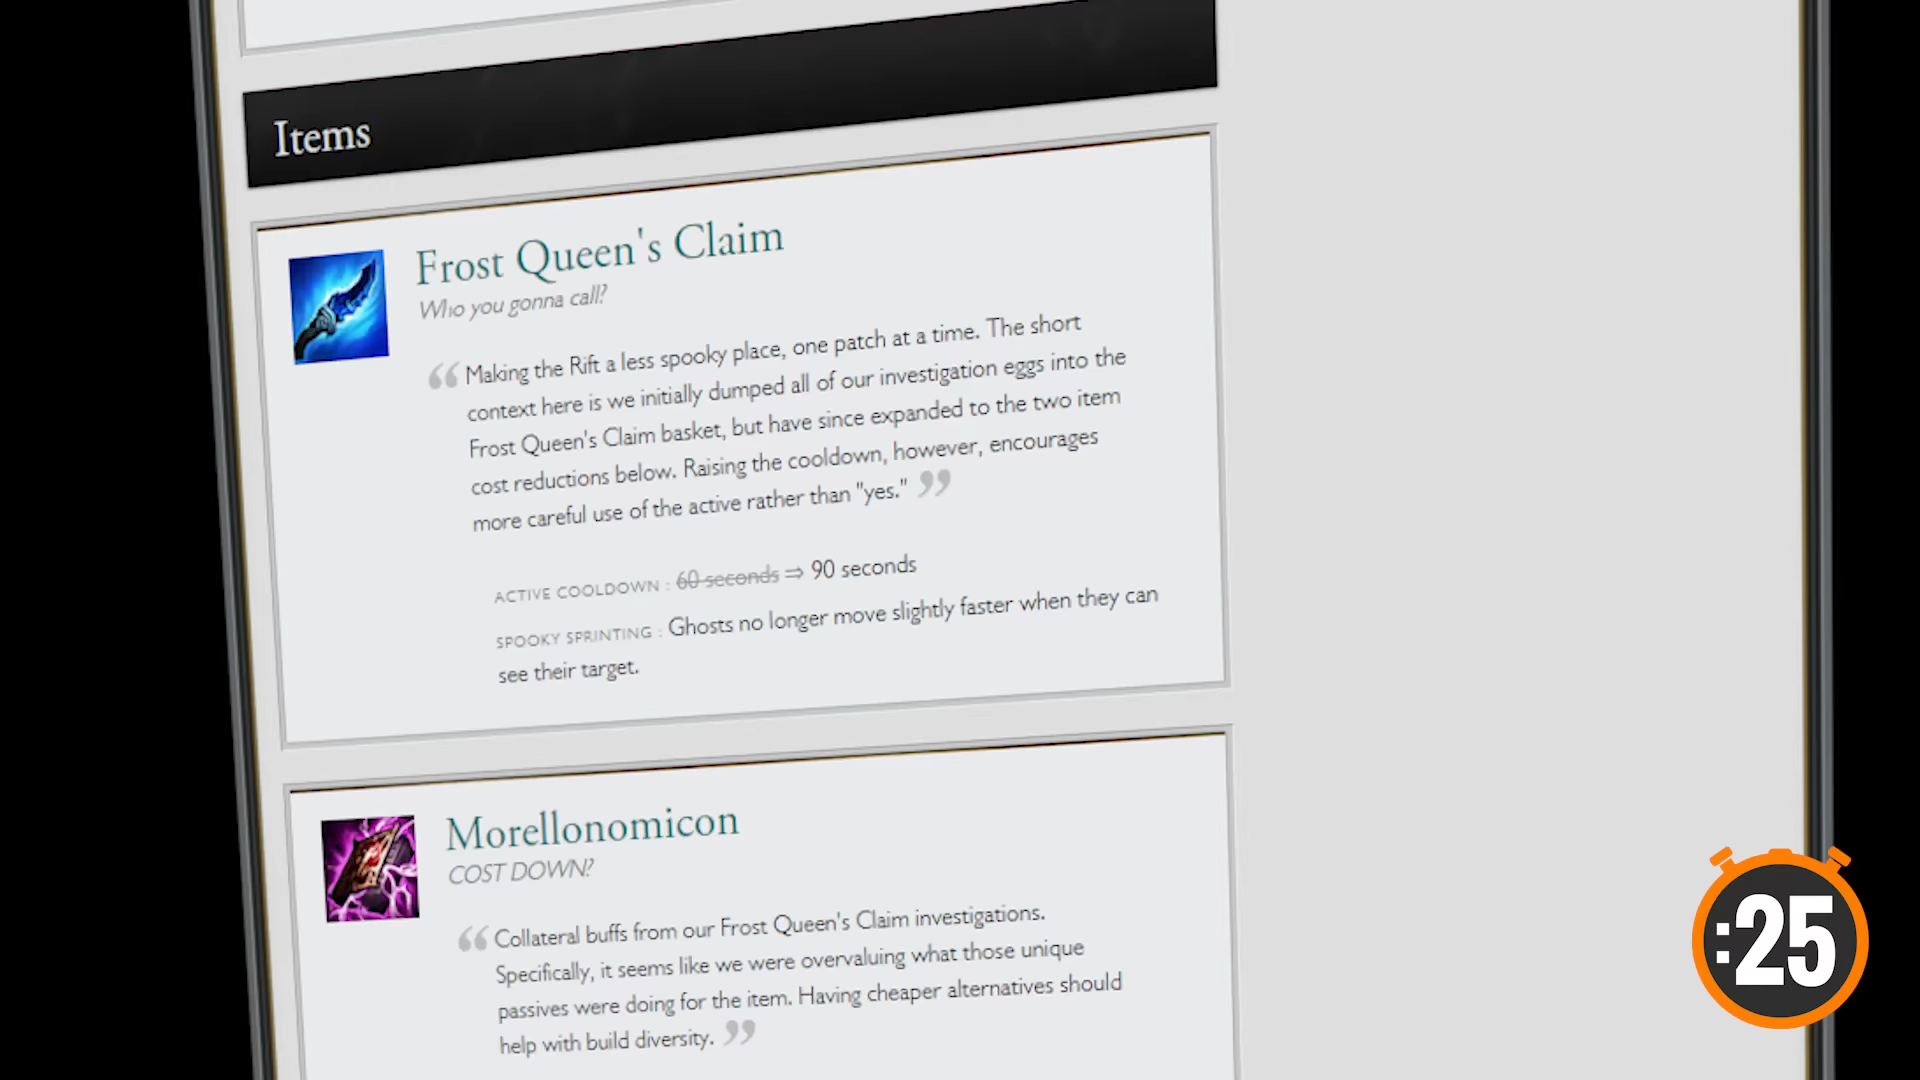 Items
Frost Queen's Claim
Who you gonna call?
“ Making the Rift a less spooky place, one patch at a time. The short
context here is we initially dumped all of our investigation eggs into the
Frost Queen's Claim basket, but have since expanded to the two item
cost reductions below. Raising the cooldown, however, encourages
more careful use of the active rather than "yes." ”
ACTIVE COOLDOWN : 60 seconds ⇒ 90 seconds
SPOOKY SPRINTING : Ghosts no longer move slightly faster when they can
see their target.
Morellonomicon
COST DOWN?
“ Collateral buffs from our Frost Queen's Claim investigations.
Specifically, it seems like we were overvaluing what those unique
passives were doing for the item. Having cheaper alternatives should
help with build diversity. ”
:25